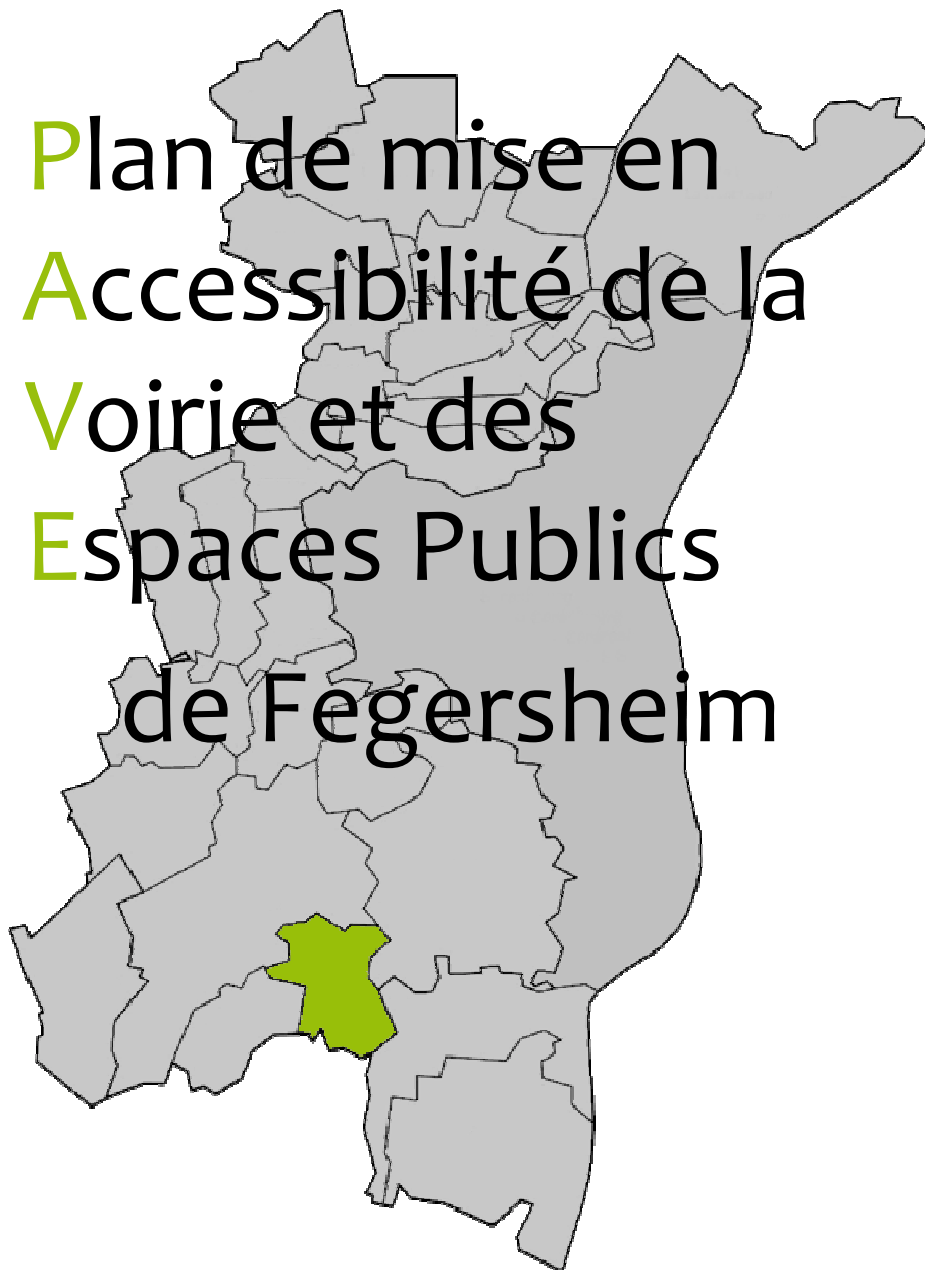 Plan de mise en
Accessibilité de la
Voirie et des
Espaces Publics
de Fegersheim